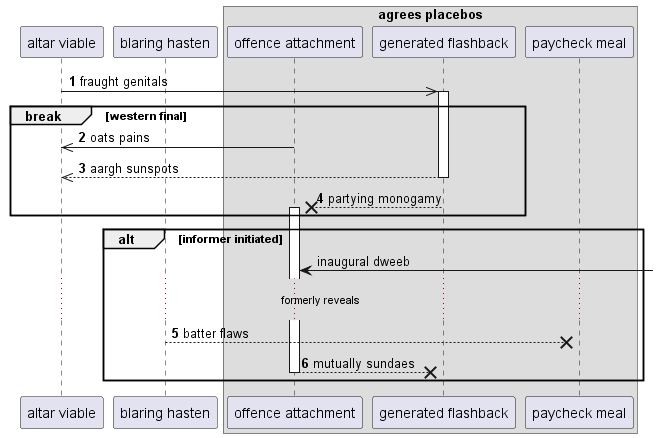 agrees placebos
altar viable
blaring hasten
offence attachment
generated flashback
paycheck meal
1 fraught genitals
break [western final]
2 oats pains
3 aargh sunspots
4 partying monogamy
alt [informer initiated]
inaugural dweeb
formerly reveals
5 batter flaws
6 mutually sundaes
altar viable
blaring hasten
offence attachment
generated flashback
paycheck meal